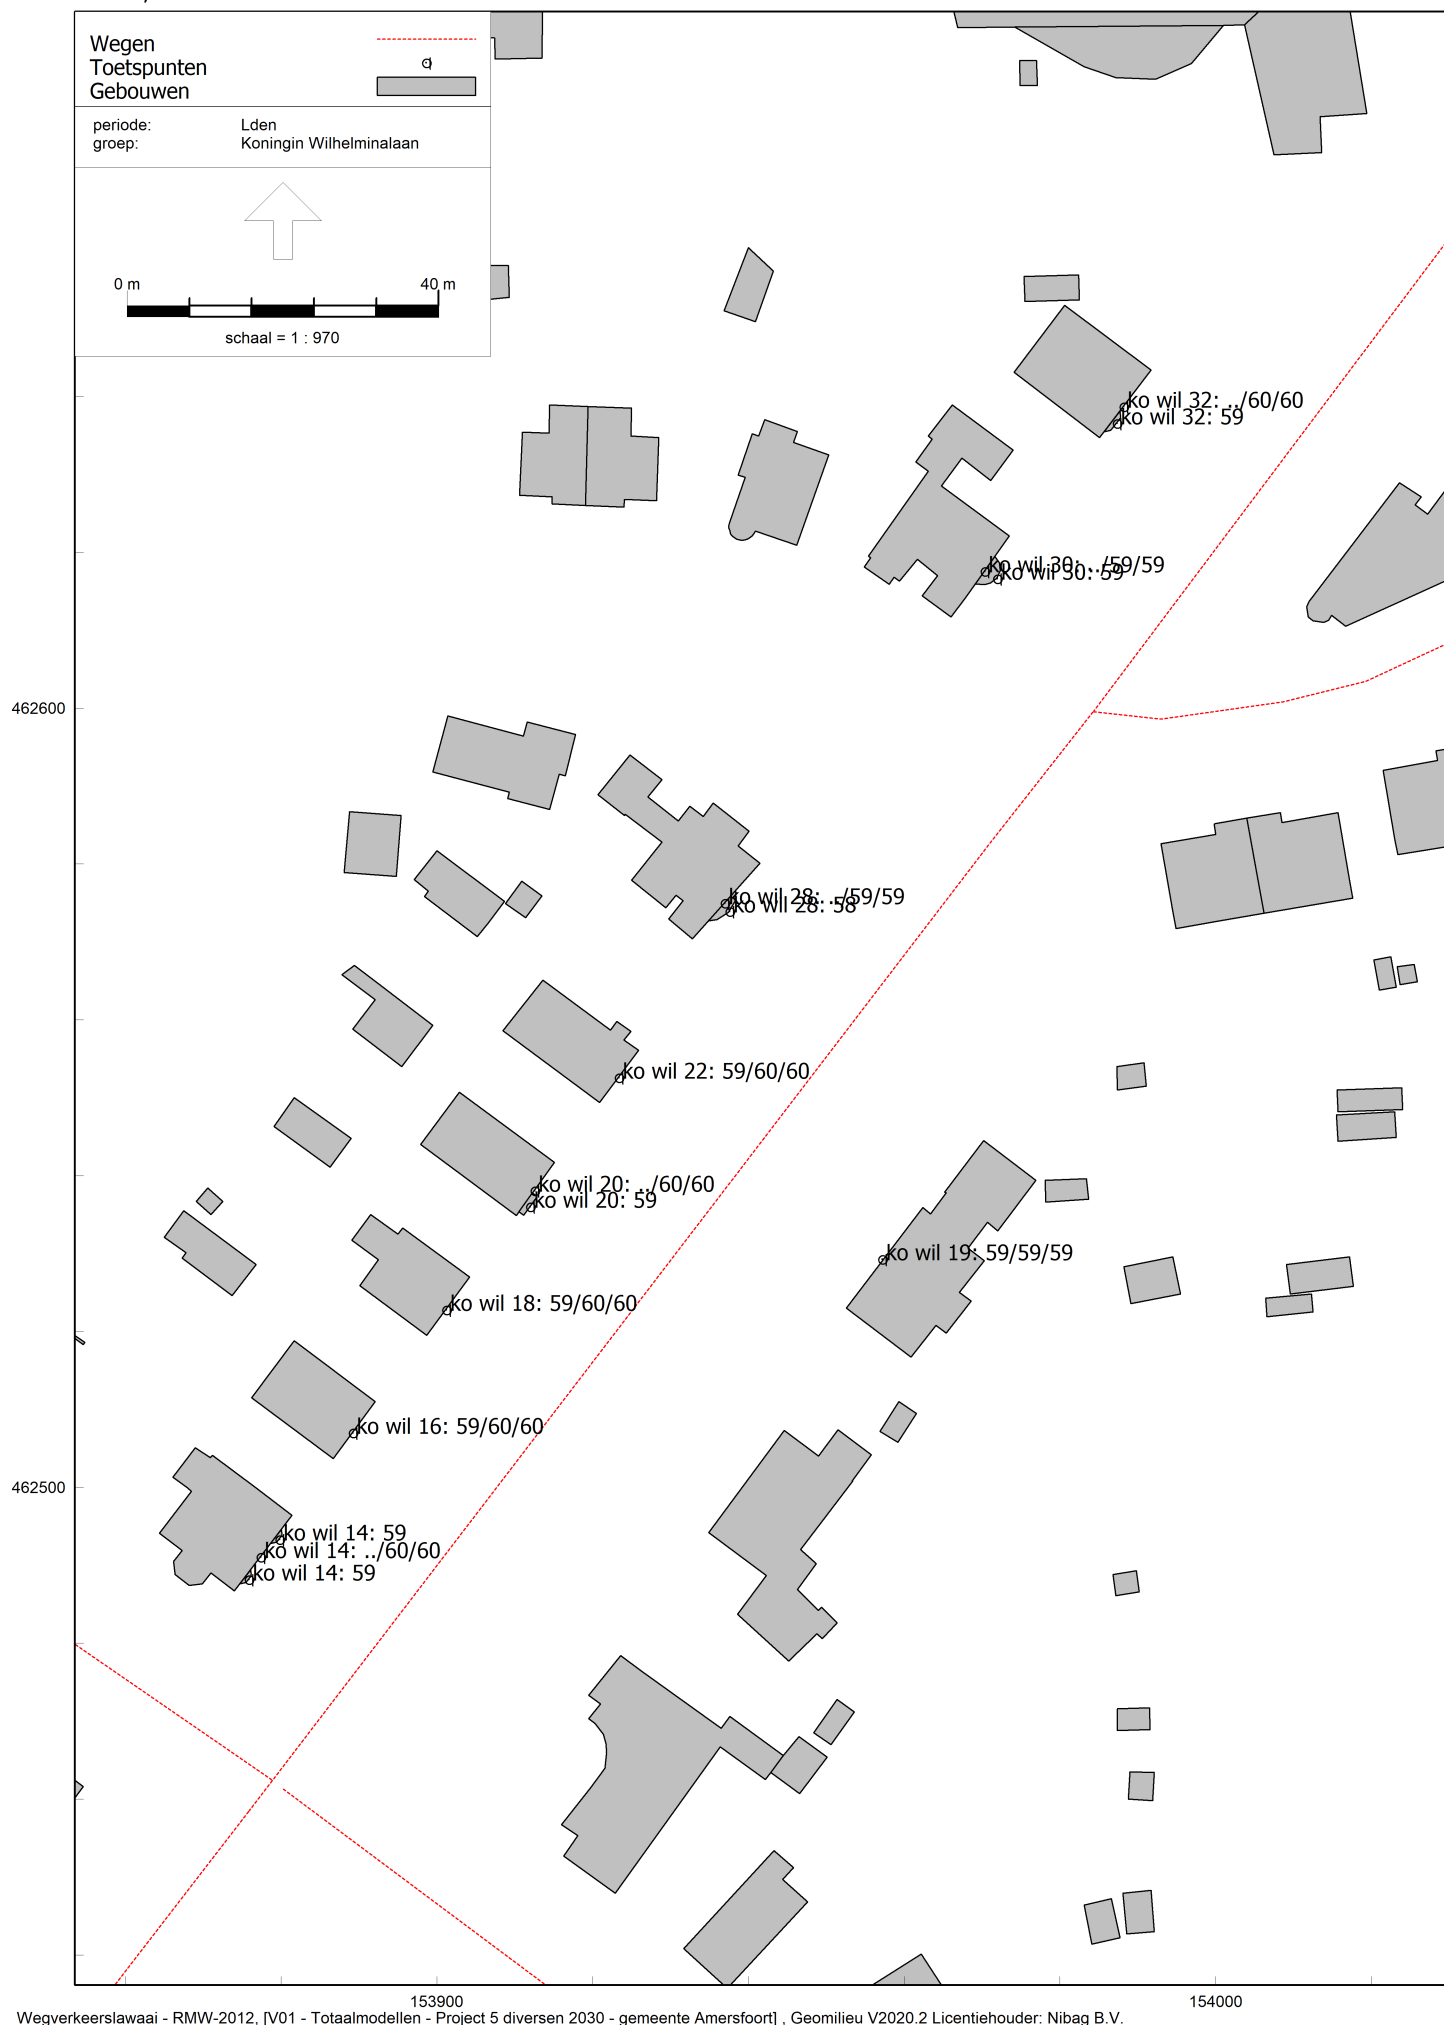 Wegen
Toetspunten
Gebouwen
periode: Lden
groep: Koningin Wilhelminalaan
0 m 40 m
schaal = 1 : 970
ko wil 32: ../60/60
ko wil 32: 59
ko wil 30: ../59/59
ko wil 30: 59
462600
ko wil 28: ../59/59
ko wil 28: 58
ko wil 22: 59/60/60
ko wil 20: ../60/60
ko wil 20: 59
ko wil 19: 59/59/59
ko wil 18: 59/60/60
ko wil 16: 59/60/60
462500
ko wil 14: 59
ko wil 14: ../60/60
ko wil 14: 59
153900 154000
Wegverkeerslawaai - RMW-2012, [V01 - Totaalmodellen - Project 5 diversen 2030 - gemeente Amersfoort] , Geomilieu V2020.2 Licentiehouder: Nibag B.V.